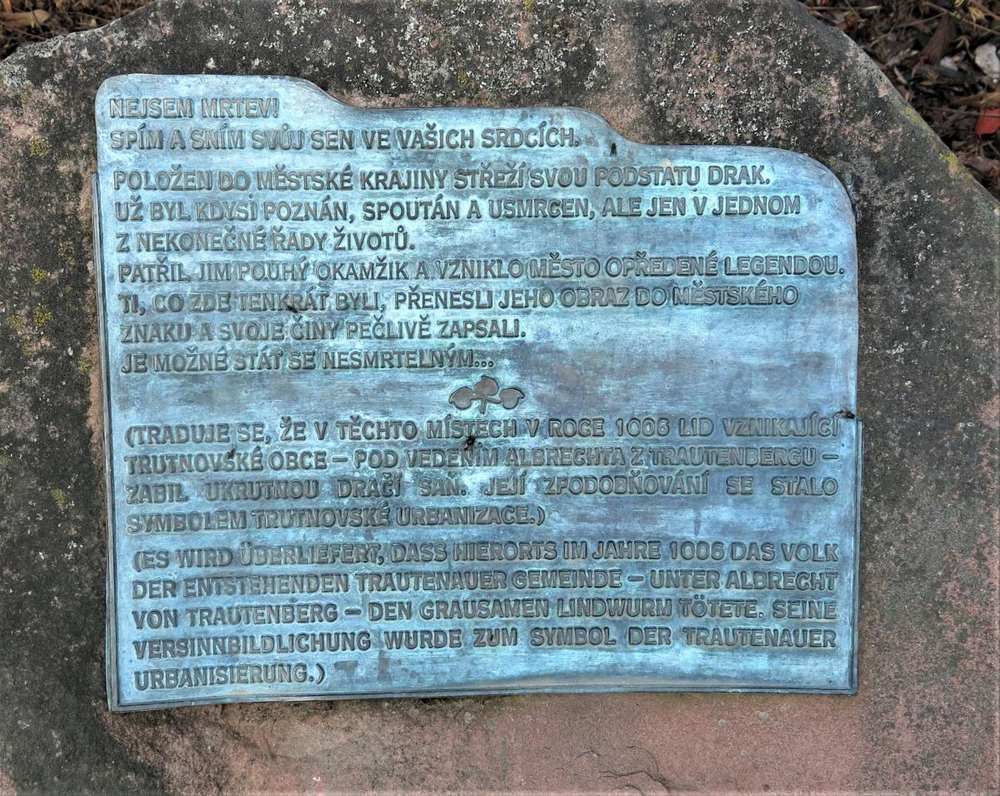 NEJSEM MRTEV!
SPÍM A SNÍM SVŮJ SEN VE VAŠICH SRDCÍCH.
POLOŽEN DO MĚSTSKÉ KRAJINY STŘEŽÍ SVOU PODSTATU DRAK.
UŽ BYL KDYSI POZNÁN, SPOUTÁN A USMRCEN, ALE JEN V JEDNOM
Z NEKONEČNÉ ŘADY ŽIVOTŮ.
PATŘIL JIM POUHÝ OKAMŽIK A VZNIKLO MĚSTO OPŘEDENÉ LEGENDOU.
TI, CO ZDE TENKRÁT BYLI, PŘENESLI JEHO OBRAZ DO MĚSTSKÉHO
ZNAKU A SVOJE ČINY PEČLIVĚ ZAPSALI.
JE MOŽNÉ STÁT SE NESMRTELNÝM...
(TRADUJE SE, ŽE V TĚCHTO MÍSTECH V ROCE 1006 LID VZNIKAJÍCÍ
TRUTNOVSKÉ OBCE – POD VEDENÍM ALBRECHTA Z TRAUTENBERGU –
ZABIL UKRUTNOU DRAČÍ SAŇ. JEJÍ ZPODOBŇOVÁNÍ SE STALO
SYMBOLEM TRUTNOVSKÉ URBANIZACE.)
(ES WIRD ÜBERLIEFERT, DASS HIERORTS IM JAHRE 1006 DAS VOLK
DER ENTSTEHENDEN TRAUTENAUER GEMEINDE – UNTER ALBRECHT
VON TRAUTENBERG – DEN GRAUSAMEN LINDWURM TÖTETE. SEINE
VERSINNBILDLICHUNG WURDE ZUM SYMBOL DER TRAUTENAUER
URBANISIERUNG.)